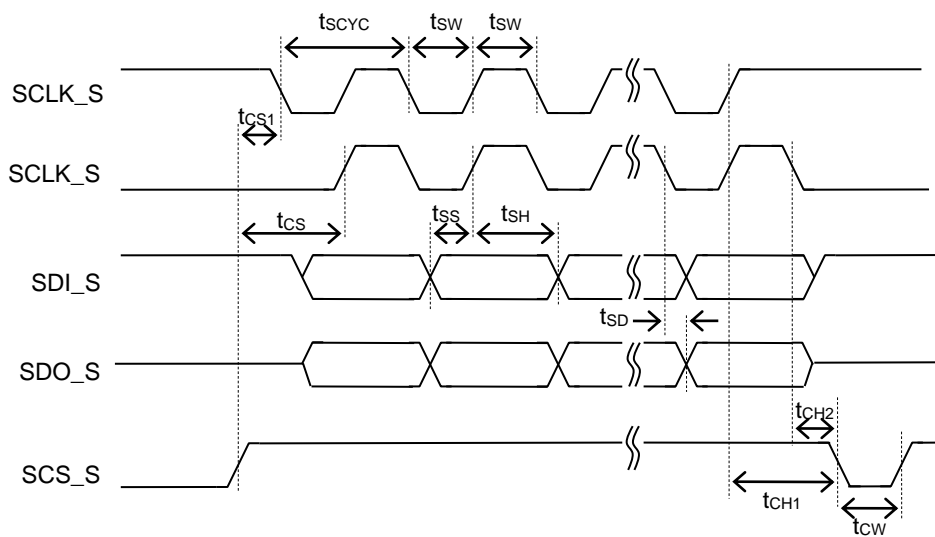 tSCYC tSW tSW
SCLK_S
tCS1
SCLK_S
tCS tSS tSH
SDI_S
tSD
SDO_S
tCH2
SCS_S
tCH1 tCW